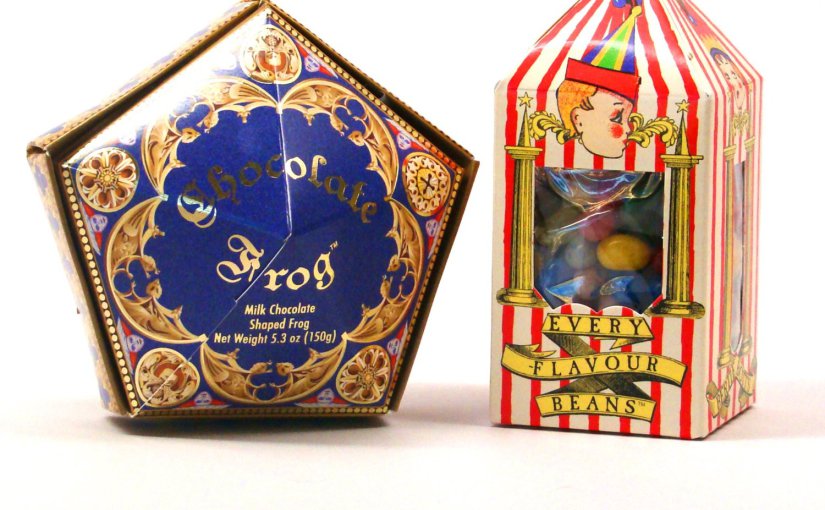 Chocolate
Frog™
Milk Chocolate
Shaped Frog
Net Weight 5.3 oz (150g)
EVERY
FLAVOUR
BEANS™